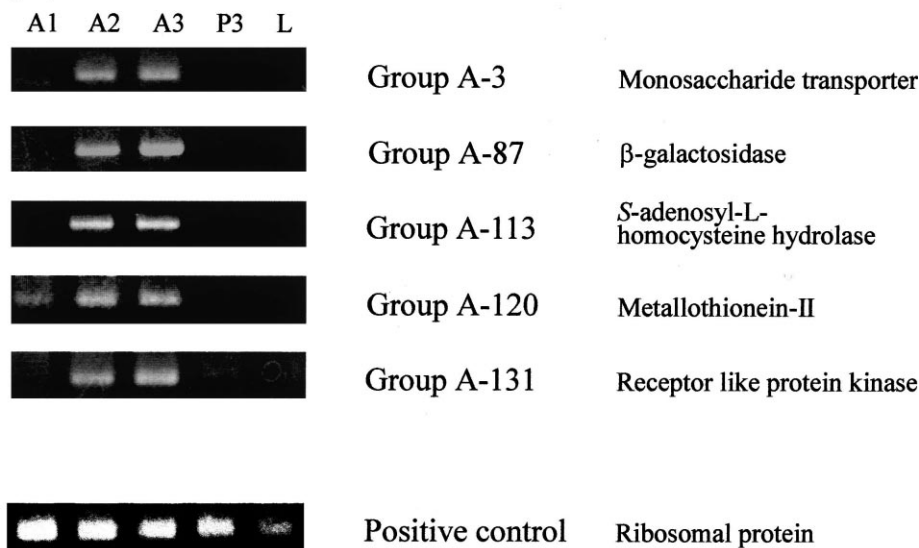 A1 A2 A3 P3 L
Group A-3 Monosaccharide transporter
Group A-87 β-galactosidase
Group A-113 S-adenosyl-L-
homocysteine hydrolase
Group A-120 Metallothionein-II
Group A-131 Receptor like protein kinase
Positive control Ribosomal protein